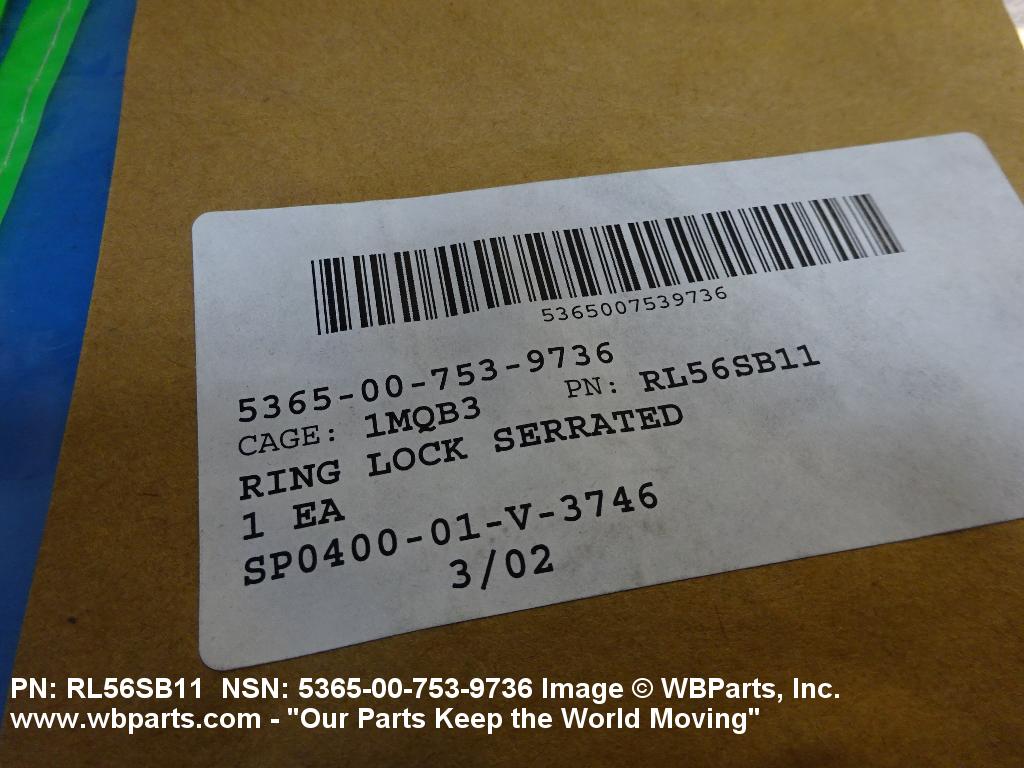 5365007539736
5365-00-753-9736
CAGE: 1MQB3 PN: RL56SB11
RING LOCK SERRATED
1 EA
SP0400-01-V-3746
3/02
PN: RL56SB11 NSN: 5365-00-753-9736 Image © WBParts, Inc.
www.wbparts.com - "Our Parts Keep the World Moving"